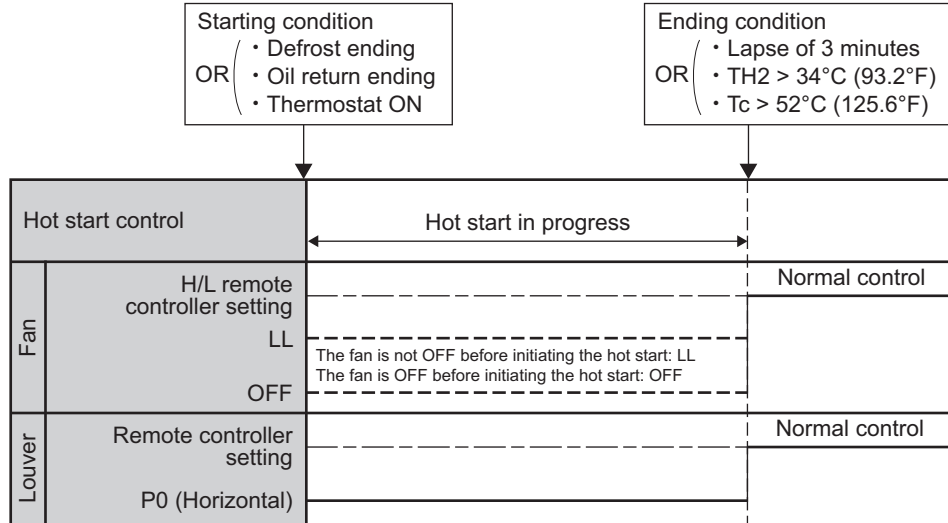 Starting condition
OR
・Defrost ending
・Oil return ending
・Thermostat ON
Ending condition
OR
・Lapse of 3 minutes
・TH2 > 34°C (93.2°F)
・Tc > 52°C (125.6°F)
Hot start control
Hot start in progress
Fan
H/L remote
controller setting
Normal control
LL
The fan is not OFF before initiating the hot start: LL
The fan is OFF before initiating the hot start: OFF
OFF
Louver
Remote controller
setting
Normal control
P0 (Horizontal)